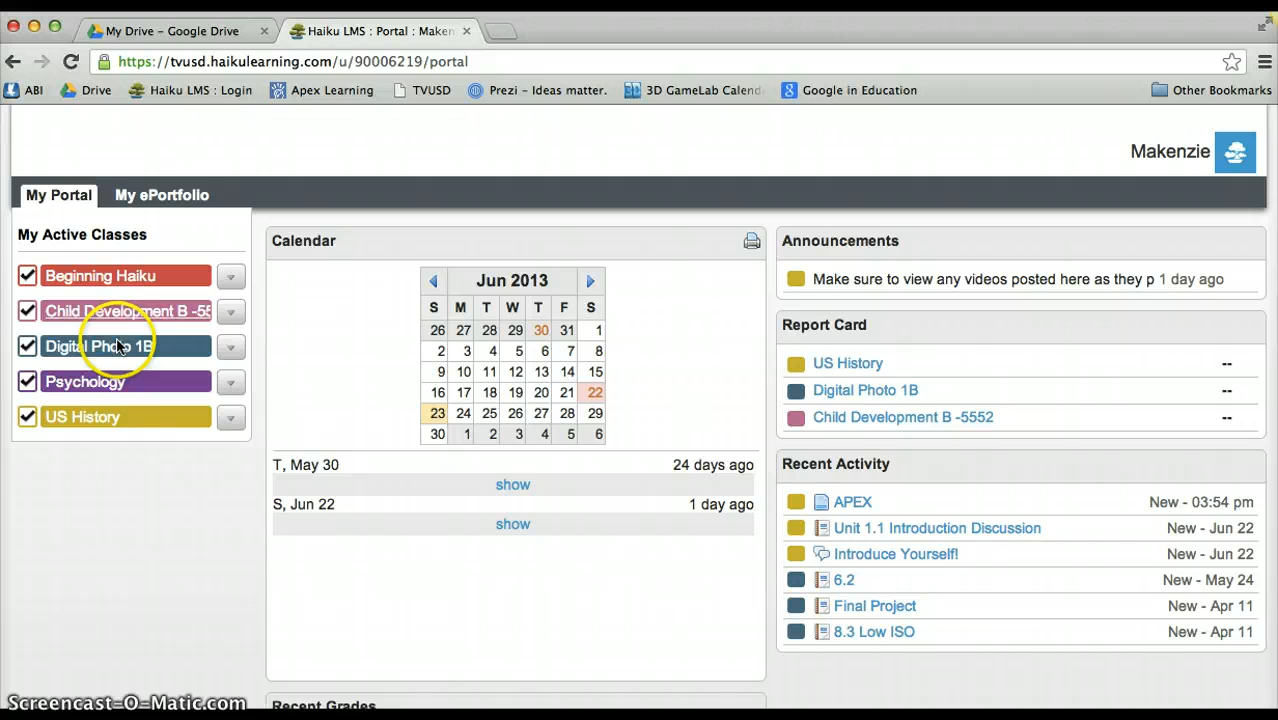 My Drive - Google Drive
Haiku LMS : Portal : Maken
https://tvusd.haikulearning.com/u/90006219/portal
ABI Drive Haiku LMS : Login Apex Learning TVUSD Prezi - Ideas matter. 3D GameLab Calend Google in Education Other Bookmarks
Makenzie
My Portal My ePortfolio
My Active Classes
Beginning Haiku
Child Development B -55
Digital Photo 1B
Psychology
US History
Calendar
Jun 2013
S M T W T F S
26 27 28 29 30 31 1
2 3 4 5 6 7 8
9 10 11 12 13 14 15
16 17 18 19 20 21 22
23 24 25 26 27 28 29
30 1 2 3 4 5 6
T, May 30 24 days ago
show
S, Jun 22 1 day ago
show
Recent Grades
Announcements
Make sure to view any videos posted here as they p 1 day ago
Report Card
US History --
Digital Photo 1B --
Child Development B -5552 --
Recent Activity
APEX New - 03:54 pm
Unit 1.1 Introduction Discussion New - Jun 22
Introduce Yourself! New - Jun 22
6.2 New - May 24
Final Project New - Apr 11
8.3 Low ISO New - Apr 11
Screencast-O-Matic.com